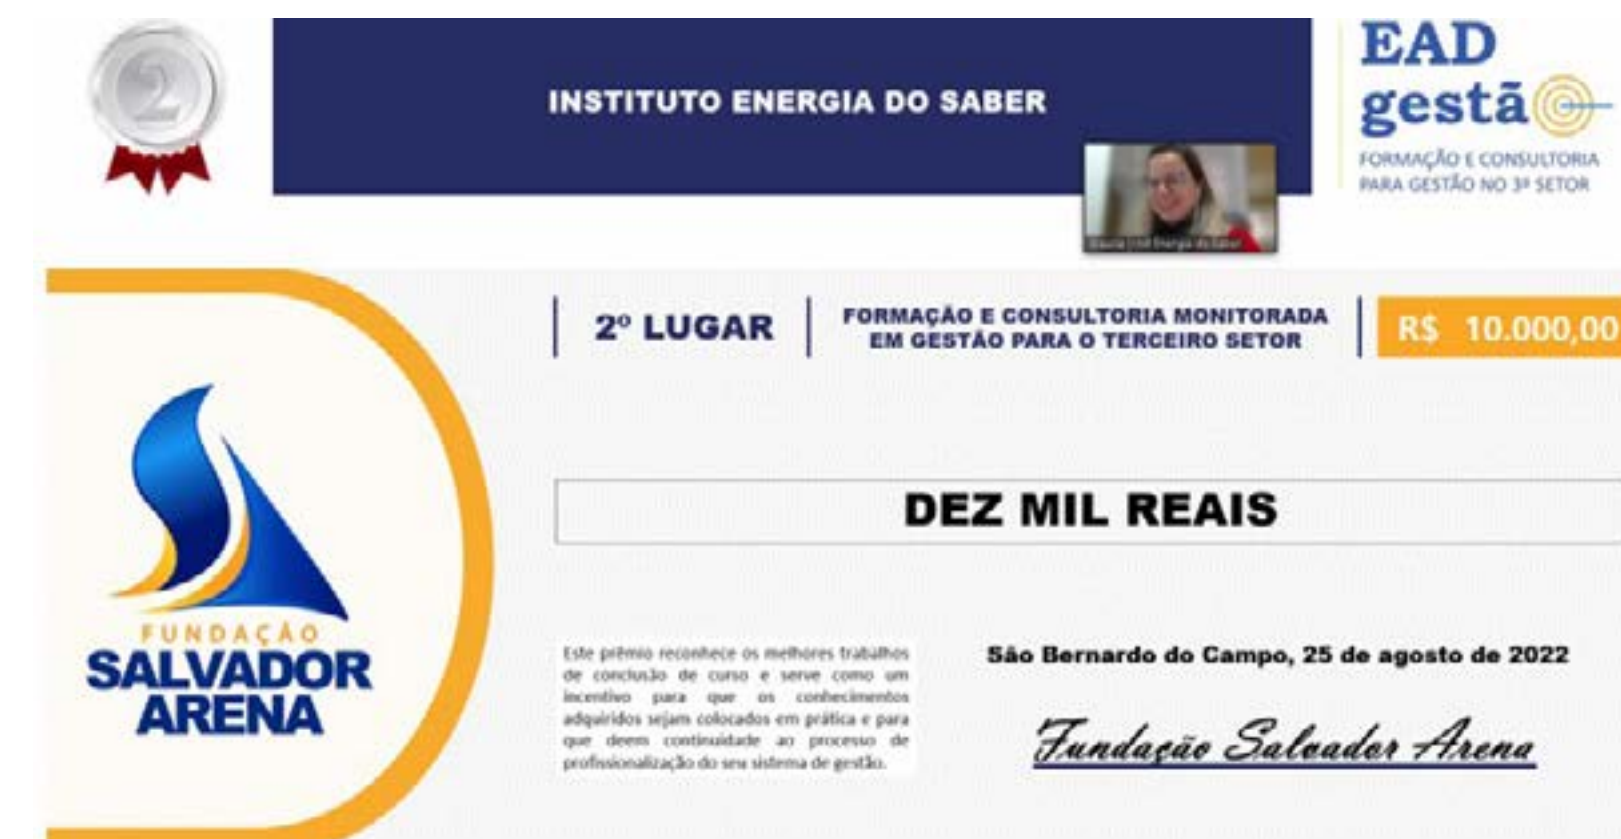 2
INSTITUTO ENERGIA DO SABER
EAD
gestão
FORMAÇÃO E CONSULTORIA
PARA GESTÃO NO 3º SETOR
Energia do Saber
2º LUGAR
FORMAÇÃO E CONSULTORIA MONITORADA
EM GESTÃO PARA O TERCEIRO SETOR
R$ 10.000,00
DEZ MIL REAIS
FUNDAÇÃO
SALVADOR
ARENA
Este prêmio reconhece os melhores trabalhos
de conclusão de curso e serve como um
incentivo para que os conhecimentos
adquiridos sejam colocados em prática e para
que deem continuidade ao processo de
profissionalização do seu sistema de gestão.
São Bernardo do Campo, 25 de agosto de 2022
Fundação Salvador Arena